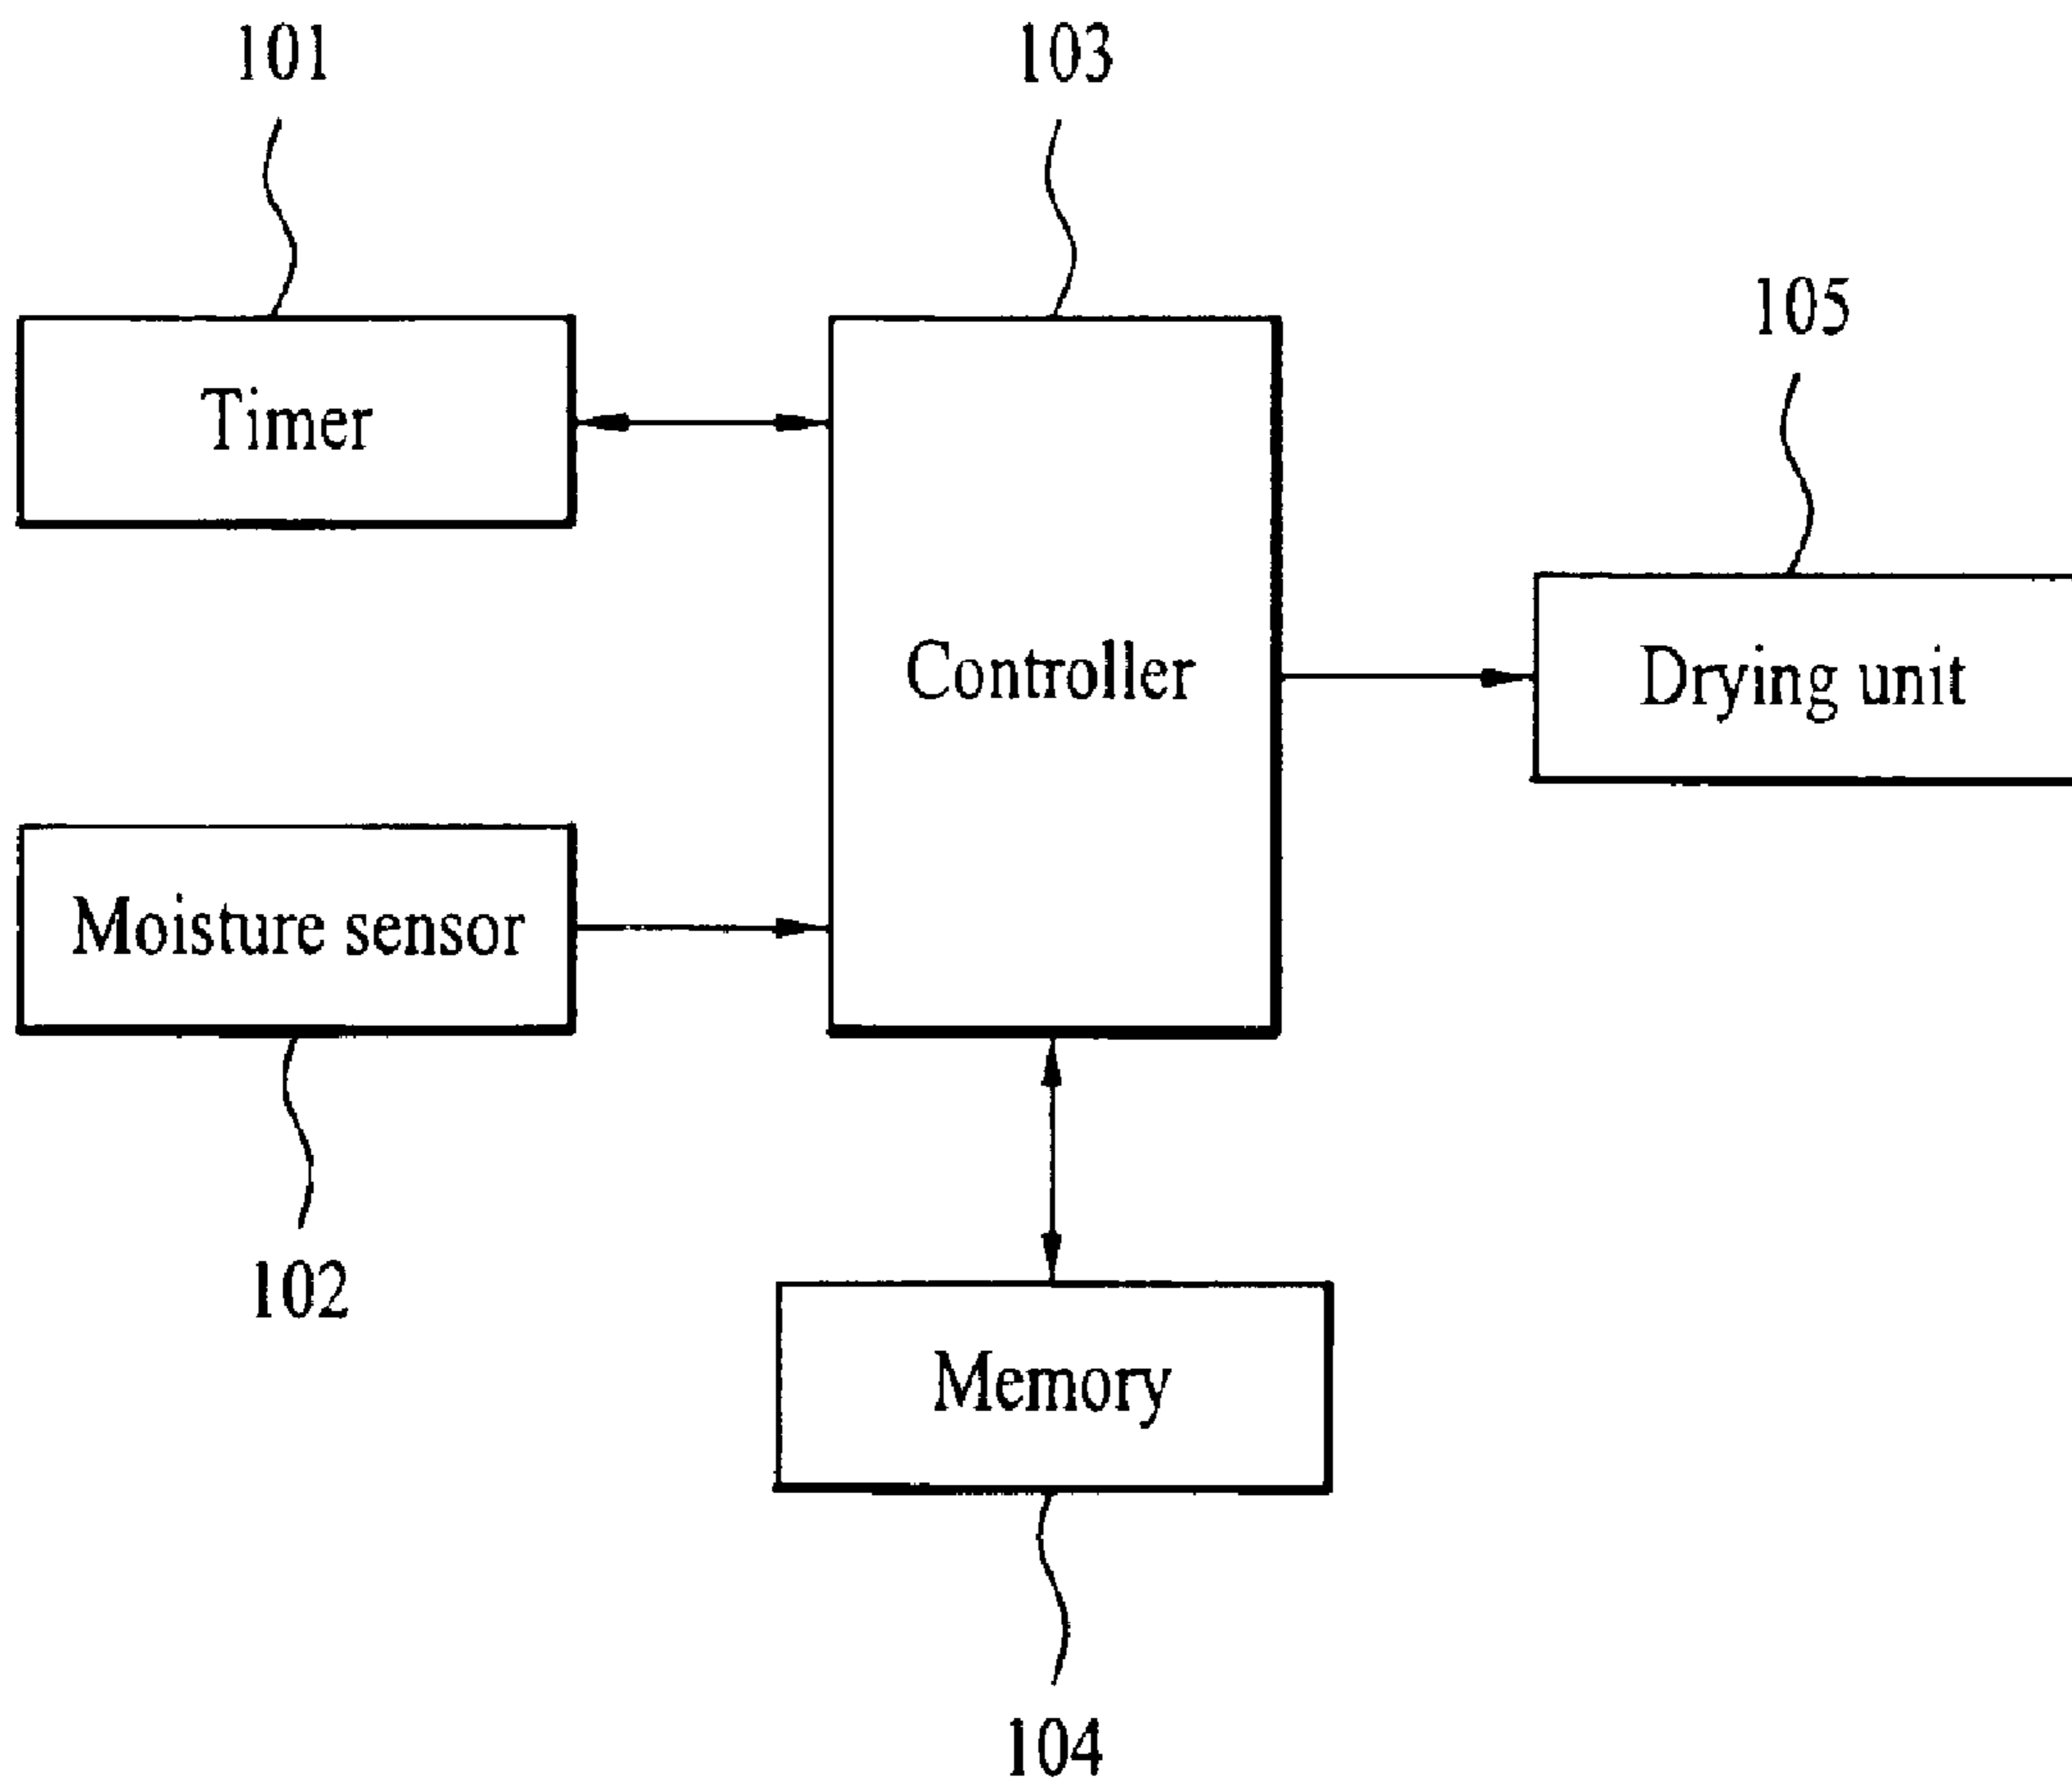 101
103
105
Timer
Controller
Drying unit
Moisture sensor
102
Memory
104